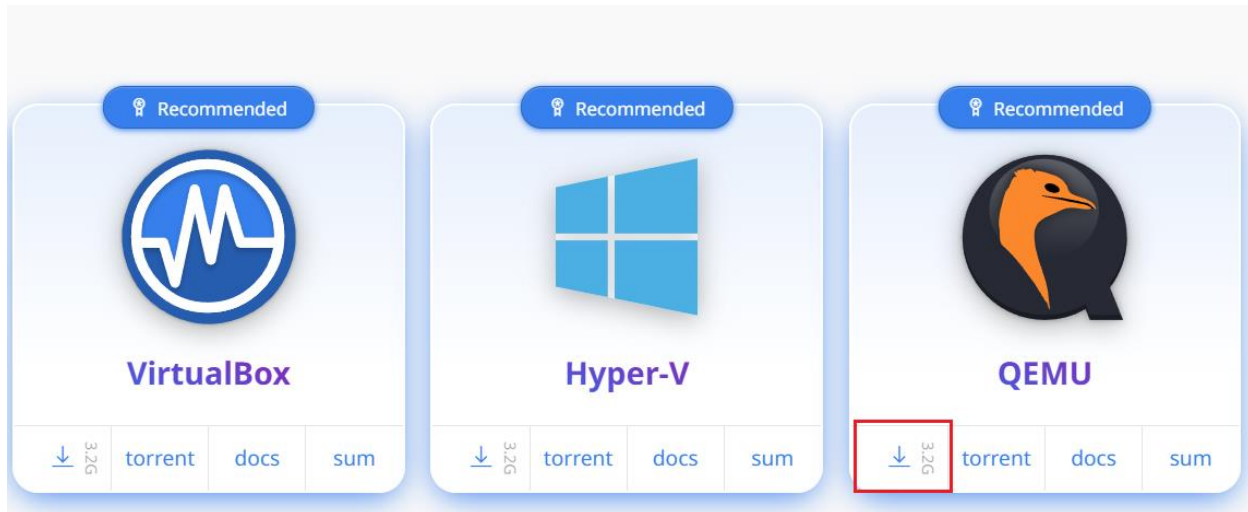 Recommended
Recommended
Recommended
VirtualBox
Hyper-V
QEMU
3.2G torrent docs sum
3.2G torrent docs sum
3.2G torrent docs sum